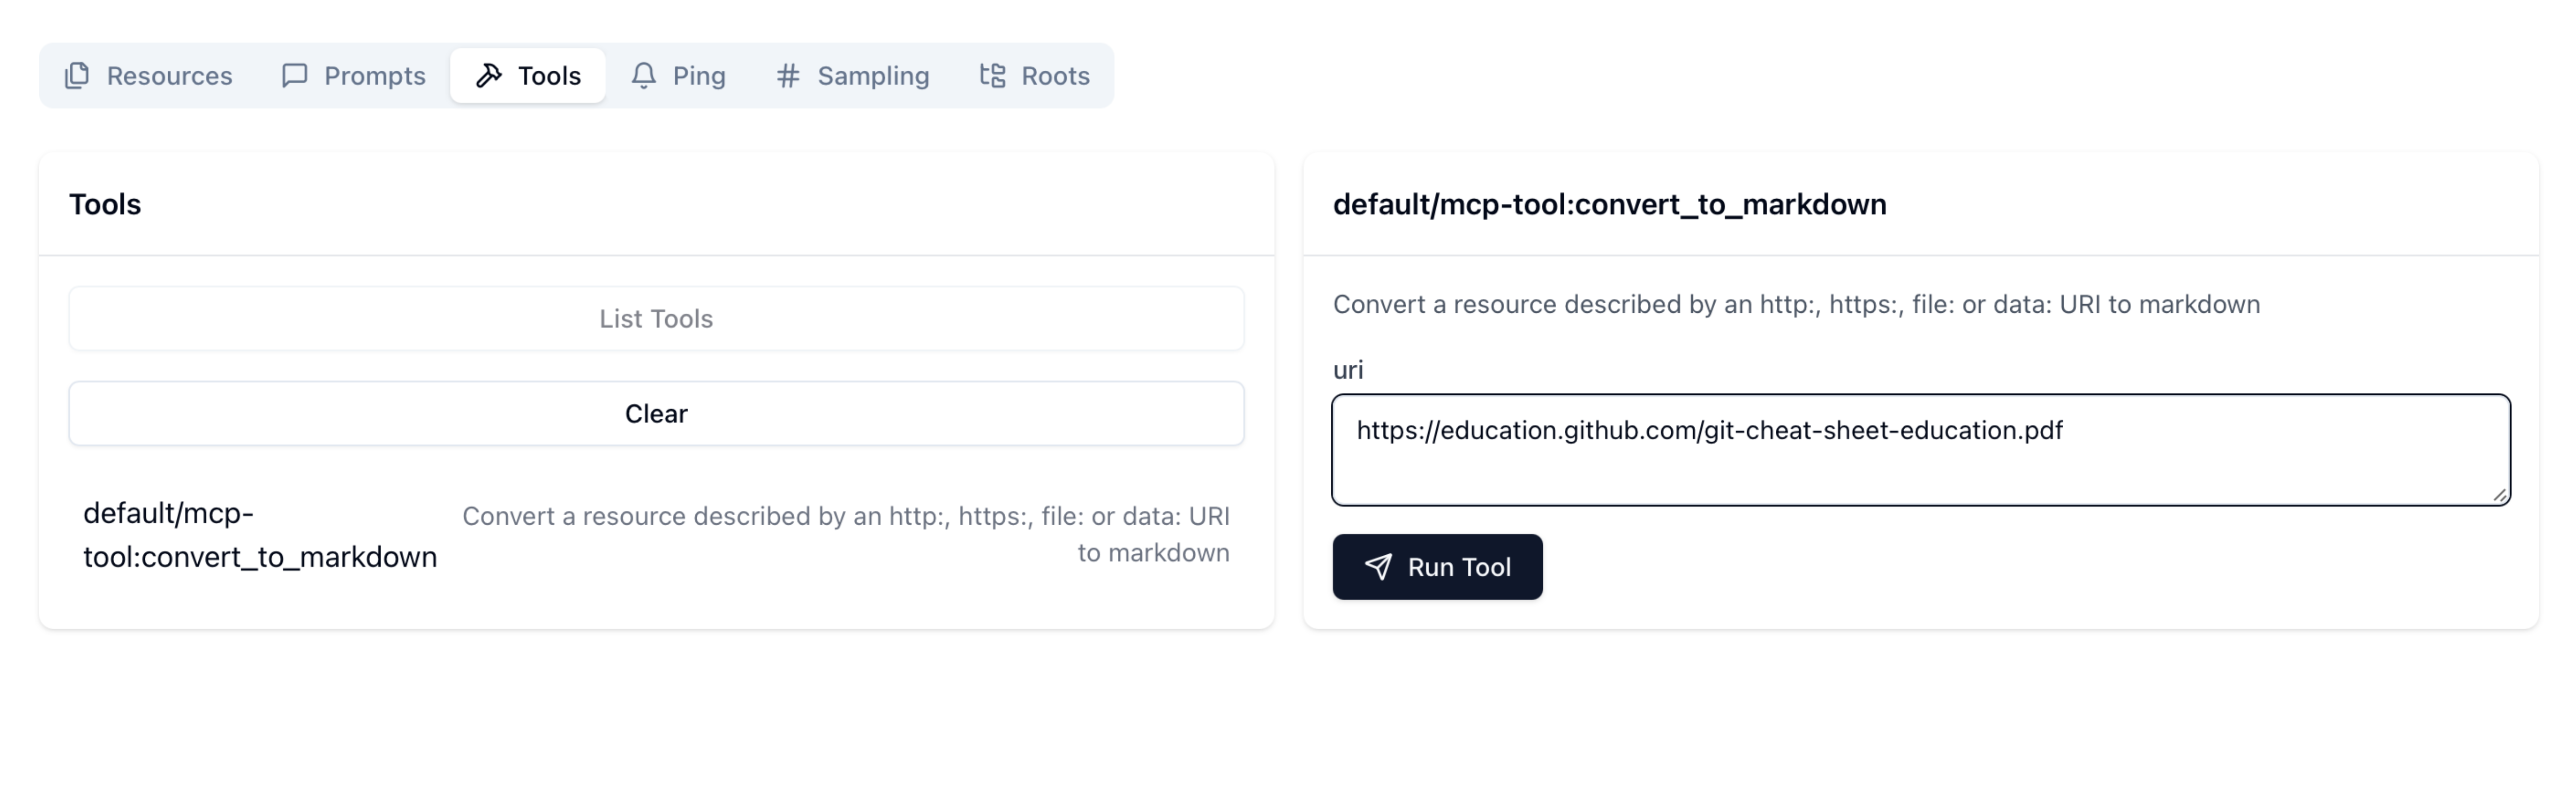 Resources
Prompts
Tools
Ping
Sampling
Roots
Tools
List Tools
Clear
default/mcp-
tool:convert_to_markdown
Convert a resource described by an http:, https:, file: or data: URI
to markdown
default/mcp-tool:convert_to_markdown
Convert a resource described by an http:, https:, file: or data: URI to markdown
uri
https://education.github.com/git-cheat-sheet-education.pdf
Run Tool